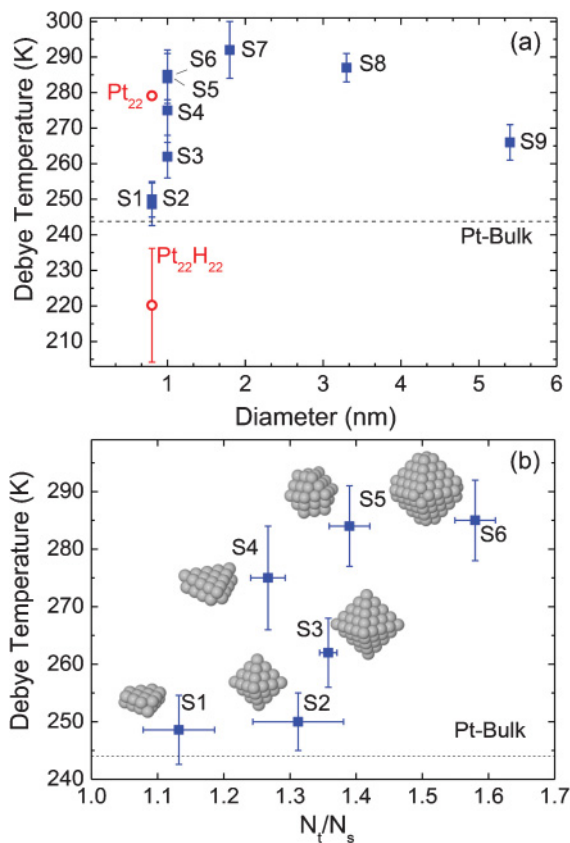 (a)
300
290
280
270
260
250
240
230
220
210
Debye Temperature (K)
S7
S6
S5
S8
Pt22
S4
S9
S3
S1 S2
Pt-Bulk
Pt22H22
1 2 3 4 5 6
Diameter (nm)
(b)
290
280
270
260
250
240
Debye Temperature (K)
S5
S6
S4
S3
S1
S2
Pt-Bulk
1.0 1.1 1.2 1.3 1.4 1.5 1.6 1.7
Nt/Ns